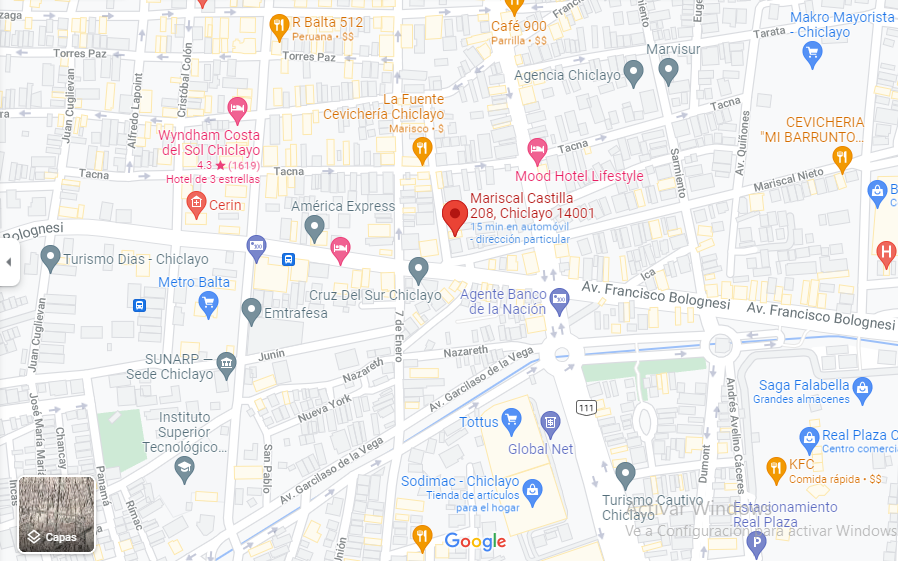 zaga
R Balta 512
Peruana • $$
Café 900
Parrilla • $$
Makro Mayorista
- Chiclayo
Tarata
Torres Paz
Torres Paz
Juan Cuglievan
Alfredo Lapoint
Cristóbal Colón
Marvisur
Agencia Chiclayo
La Fuente
Cevichería Chiclayo
Marisco • $
Tacna
Tacna
Wyndham Costa
del Sol Chiclayo
4.3 ★ (1619)
Hotel de 3 estrellas
CEVICHERIA
"MI BARRUNTO...
Av. Quiñones
Sarmiento
Tacna
Tacna
Mood Hotel Lifestyle
Mariscal Nieto
Cerin
América Express
Mariscal Castilla
208, Chiclayo 14001
15 min en automóvil
- dirección particular
B
C
H
Bolognesi
Turismo Dias - Chiclayo
Metro Balta
Cruz Del Sur Chiclayo
Emtrafesa
Agente Banco
de la Nación
Ica
Av. Francisco Bolognesi
Av. Francisco Bolognesi
Juan Cuglievan
7 de Enero
Junin
Nazareth
Nazareth
SUNARP —
Sede Chiclayo
Nueva York
Av. Garcilaso de la Vega
111
Saga Falabella
Grandes almacenes
José María
Chancay
Panamá
Instituto
Superior
Tecnológico...
San Pablo
Av. Garcilaso de la Vega
Tottus
Global Net
Real Plaza C
Centro comerci
KFC
Comida rápida • $$
Andrés Avelino Cáceres
Dumont
Sodimac - Chiclayo
Tienda de artículos
para el hogar
Turismo Cautivo
Chiclayo
Estacionamiento
Real Plaza
P
Incas
Rímac
Unión
Capas
Google
Activar Windows
Ve a Configuración para activar Windows